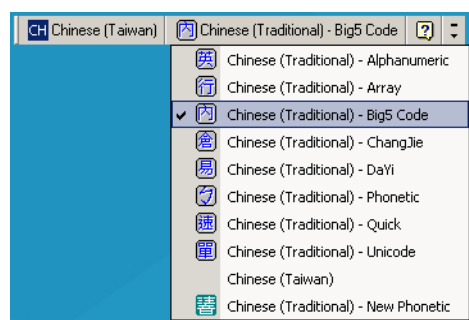 CH Chinese (Taiwan) 內 Chinese (Traditional) - Big5 Code
英 Chinese (Traditional) - Alphanumeric
行 Chinese (Traditional) - Array
內 Chinese (Traditional) - Big5 Code
倉 Chinese (Traditional) - ChangJie
易 Chinese (Traditional) - DaYi
ㄅ Chinese (Traditional) - Phonetic
速 Chinese (Traditional) - Quick
單 Chinese (Traditional) - Unicode
Chinese (Taiwan)
Chinese (Traditional) - New Phonetic